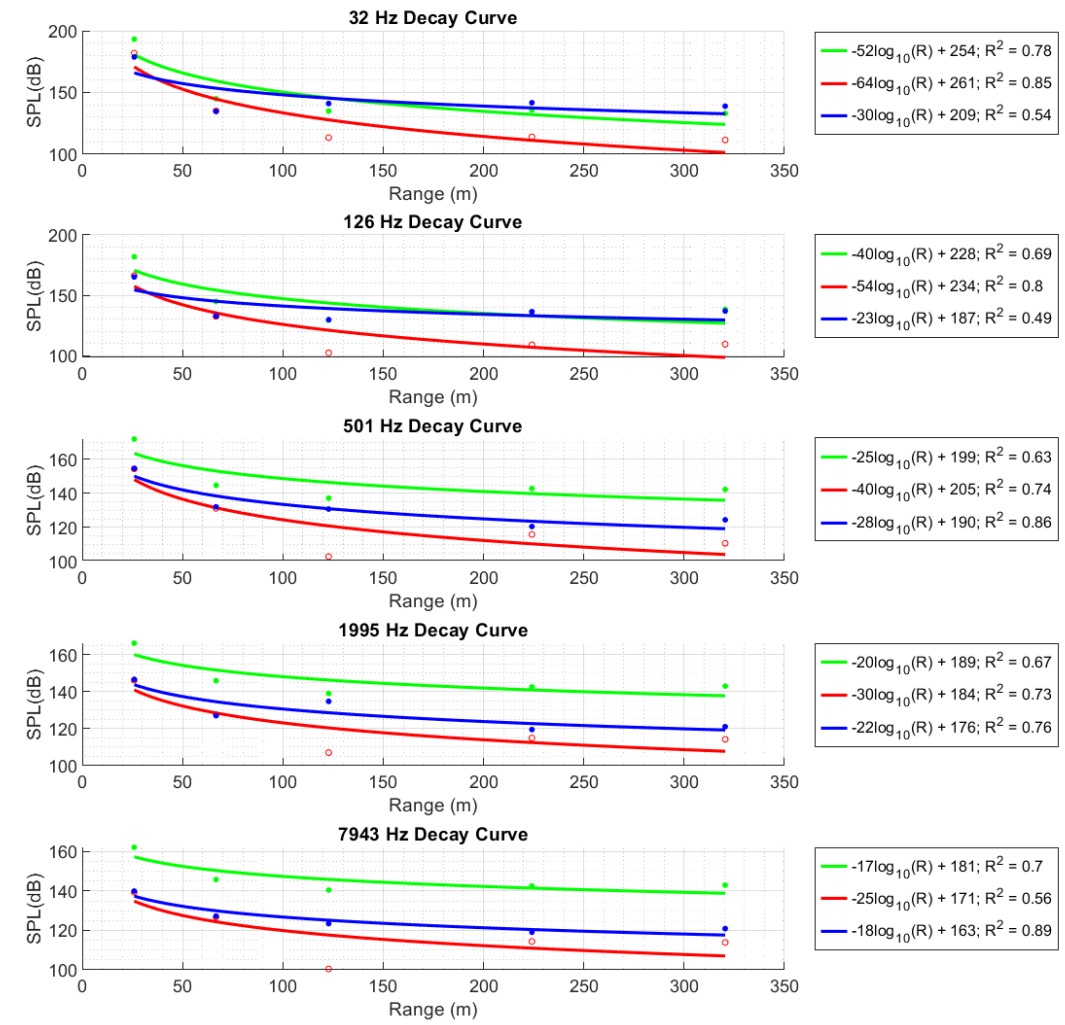 32 Hz Decay Curve
SPL(dB)
200
150
100
0 50 100 150 200 250 300 350
Range (m)
-52log10(R) + 254; R2 = 0.78
-64log10(R) + 261; R2 = 0.85
-30log10(R) + 209; R2 = 0.54
126 Hz Decay Curve
SPL(dB)
200
150
100
0 50 100 150 200 250 300 350
Range (m)
-40log10(R) + 228; R2 = 0.69
-54log10(R) + 234; R2 = 0.8
-23log10(R) + 187; R2 = 0.49
501 Hz Decay Curve
SPL(dB)
160
140
120
100
0 50 100 150 200 250 300 350
Range (m)
-25log10(R) + 199; R2 = 0.63
-40log10(R) + 205; R2 = 0.74
-28log10(R) + 190; R2 = 0.86
1995 Hz Decay Curve
SPL(dB)
160
140
120
100
0 50 100 150 200 250 300 350
Range (m)
-20log10(R) + 189; R2 = 0.67
-30log10(R) + 184; R2 = 0.73
-22log10(R) + 176; R2 = 0.76
7943 Hz Decay Curve
SPL(dB)
160
140
120
100
0 50 100 150 200 250 300 350
Range (m)
-17log10(R) + 181; R2 = 0.7
-25log10(R) + 171; R2 = 0.56
-18log10(R) + 163; R2 = 0.89